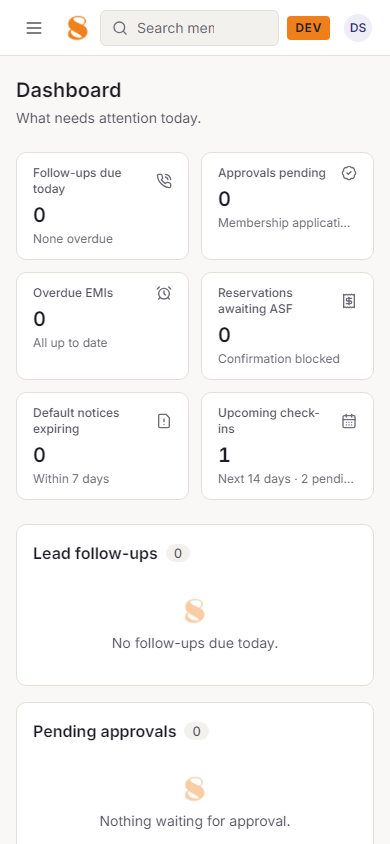 Search mem
DEV
DS
Dashboard
What needs attention today.
Follow-ups due
today
0
None overdue
Approvals pending
0
Membership applicati...
Overdue EMIs
0
All up to date
Reservations
awaiting ASF
0
Confirmation blocked
Default notices
expiring
0
Within 7 days
Upcoming check-
ins
1
Next 14 days · 2 pendi...
Lead follow-ups 0
No follow-ups due today.
Pending approvals 0
Nothing waiting for approval.